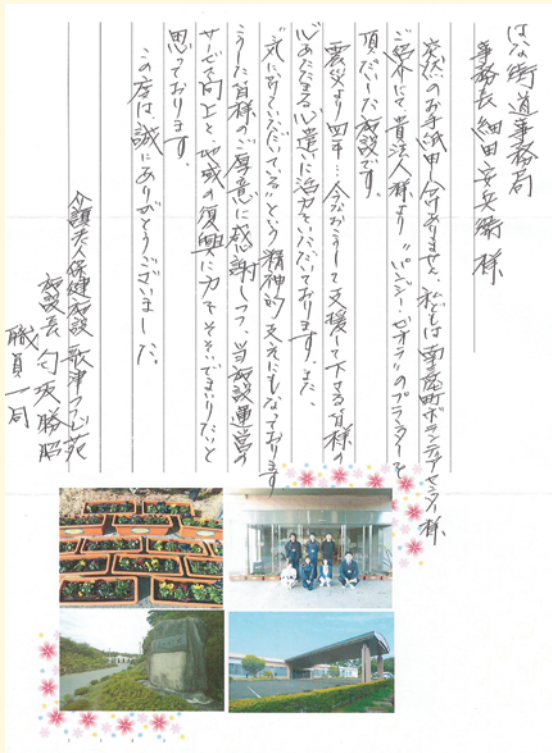 はな街道事務局
事務長 細田安兵衛 様
突然のお手紙申し分けありません。私どもは南三陸町ボランティアセンター様
ご紹介にて、貴法人様より〝パンジー・ビオラ〟のプランターを
頂だいした施設です。
震災より四年…今なおこうして支援して下さる皆様の
心あたたまる心遣いに活力をいただいております。また、
〝気にかけていただいている〟という精神的支えにもなっております
こうした皆様のご厚意に感謝しつつ、当施設運営の
サービス向上と地域の復興に力をそそいでまいりたいと
思っております。
この度は、誠にありがとうございました。
介護老人保健施設 歌津つつじ苑
施設長 匂坂勝昭
職員一同